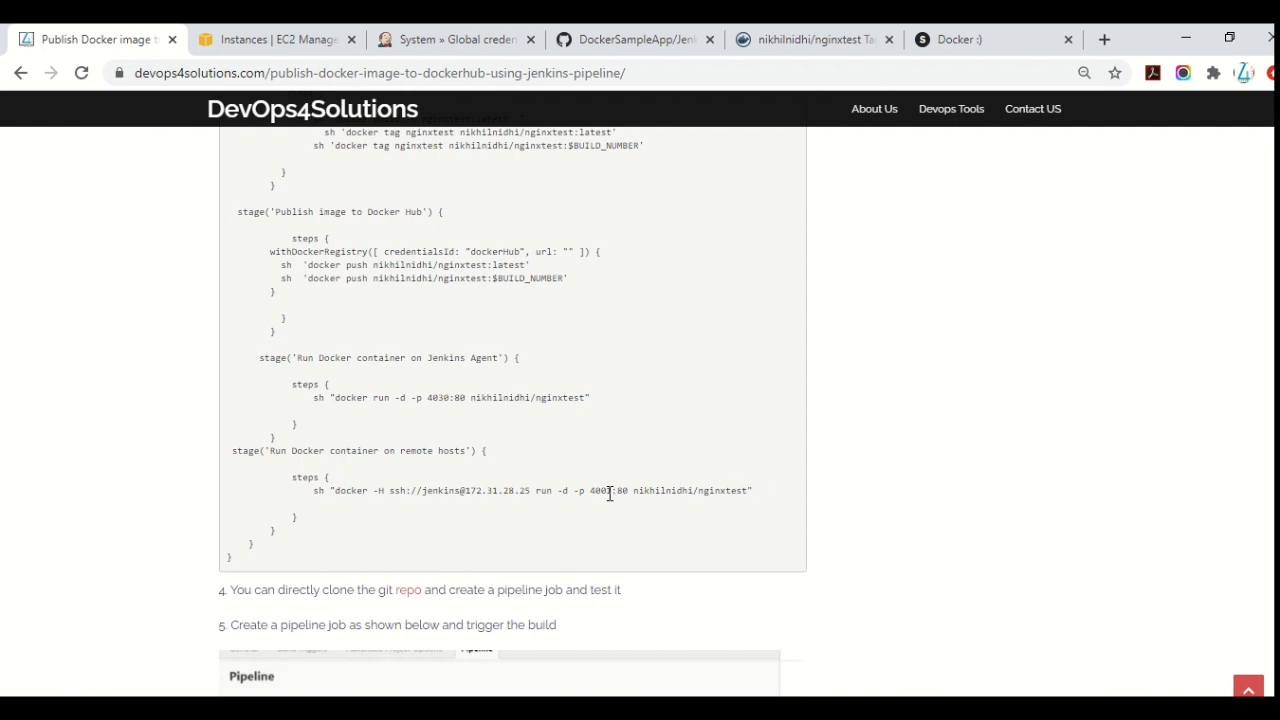 Publish Docker image t
Instances | EC2 Manage
System » Global creden
DockerSampleApp/Jen
nikhilnidhi/nginxtest Ta
Docker :)
devops4solutions.com/publish-docker-image-to-dockerhub-using-jenkins-pipeline/
DevOps4Solutions
About Us
Devops Tools
Contact US
sh 'docker tag nginxtest nikhilnidhi/nginxtest:latest'
sh 'docker tag nginxtest nikhilnidhi/nginxtest:$BUILD_NUMBER'
}
}
stage('Publish image to Docker Hub') {
steps {
withDockerRegistry([ credentialsId: "dockerHub", url: "" ]) {
sh  'docker push nikhilnidhi/nginxtest:latest'
sh  'docker push nikhilnidhi/nginxtest:$BUILD_NUMBER'
}
}
}
stage('Run Docker container on Jenkins Agent') {
steps {
sh "docker run -d -p 4030:80 nikhilnidhi/nginxtest"
}
}
stage('Run Docker container on remote hosts') {
steps {
sh "docker -H ssh://jenkins@172.31.28.25 run -d -p nikhilnidhi/nginxtest"
}
}
}
}
4. You can directly clone the git repo and create a pipeline job and test it
5. Create a pipeline job as shown below and trigger the build
Pipeline
Pipeline